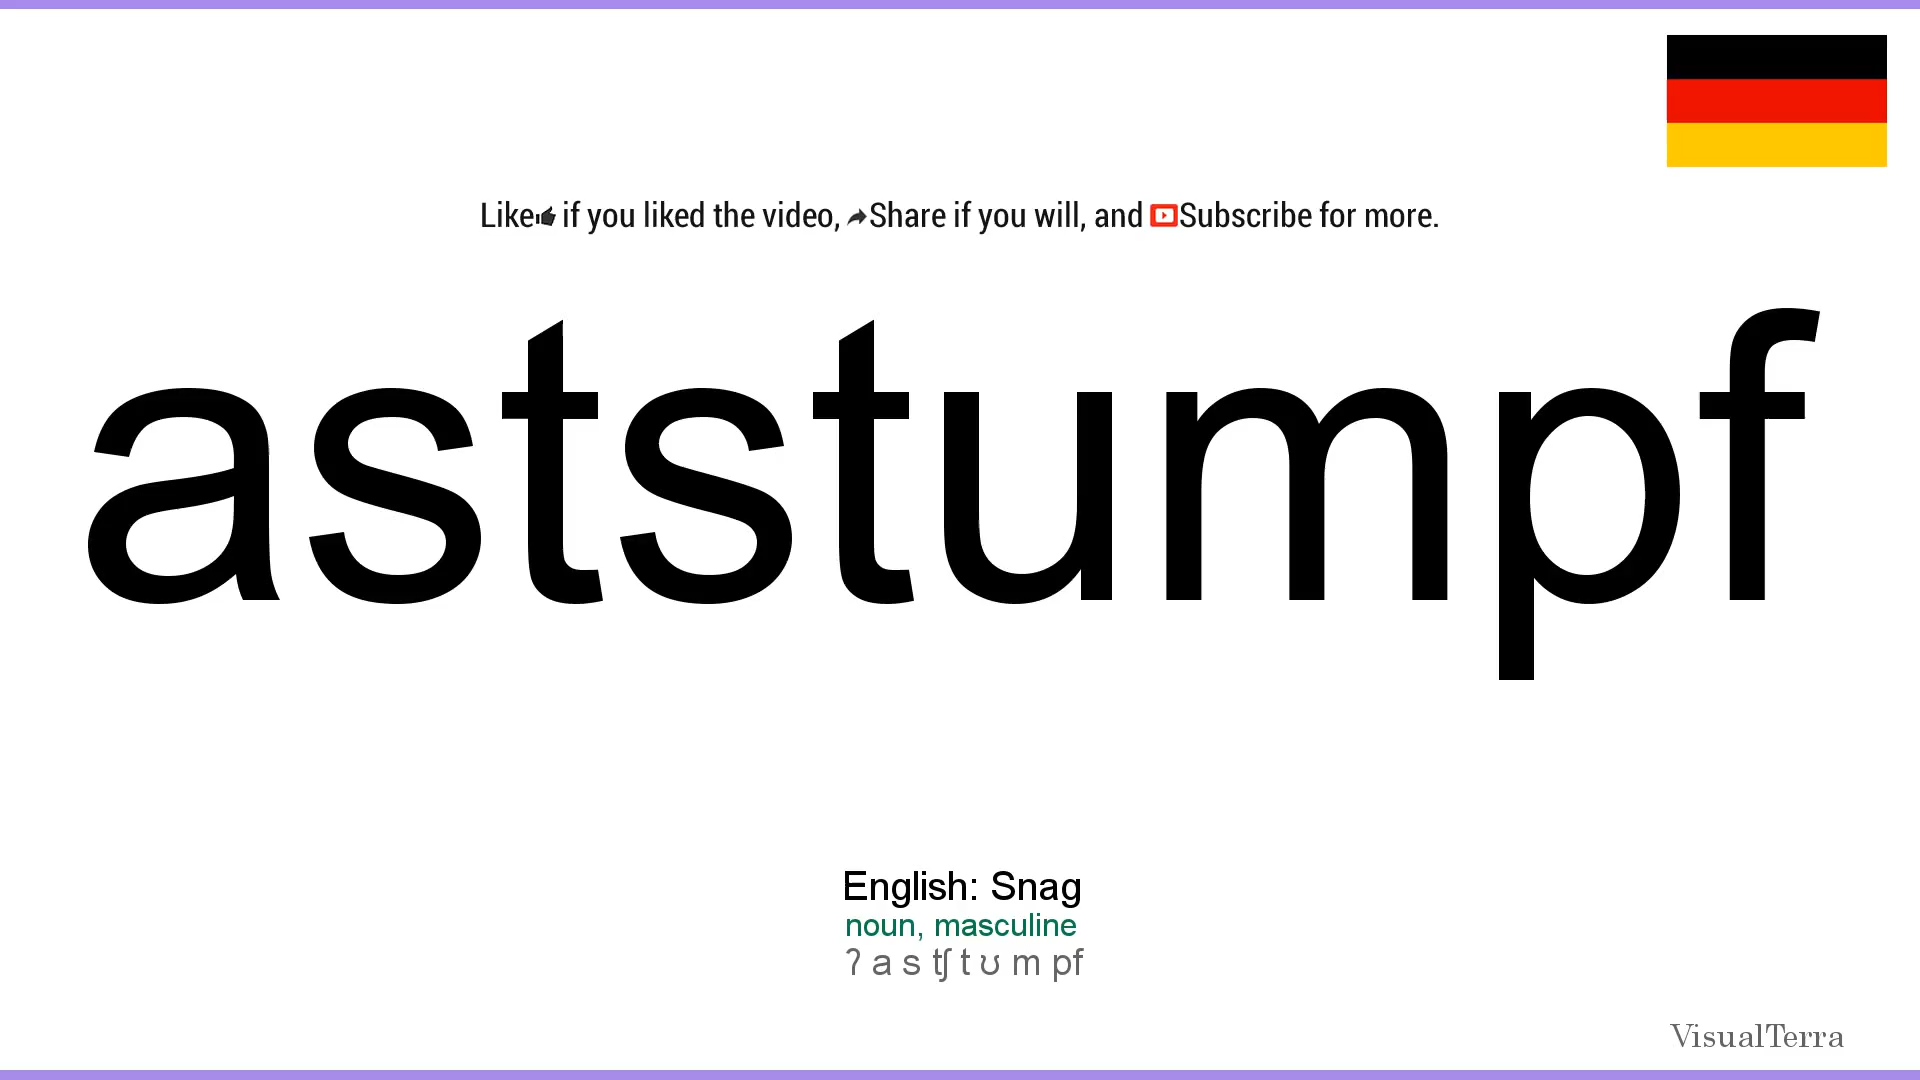 Like if you liked the video, Share if you will, and Subscribe for more.
aststumpf
English: Snag
noun, masculine
ʔ a s tʃ t ʊ m pf
VisualTerra